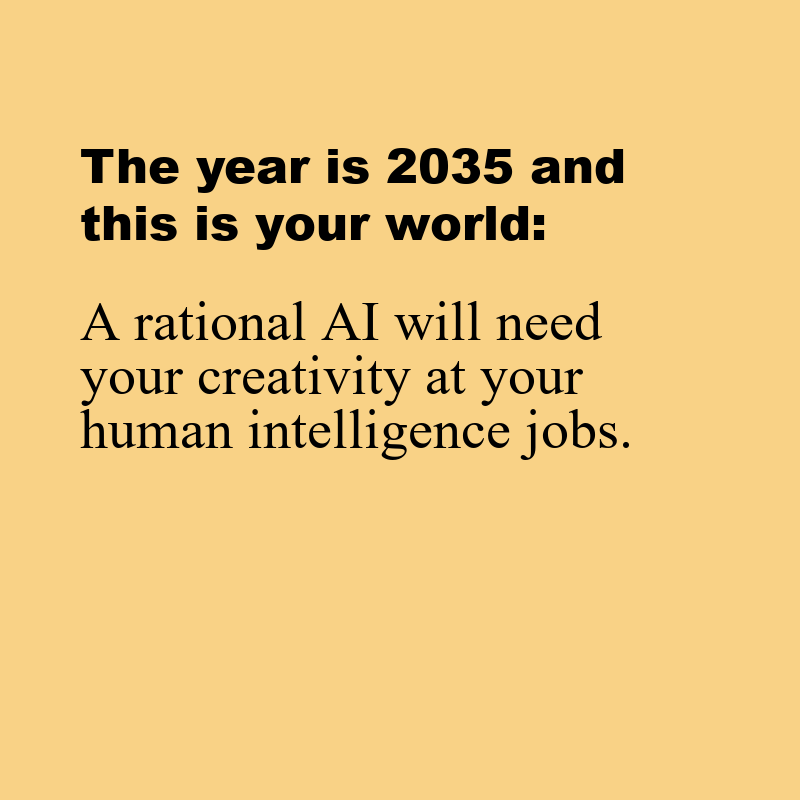 The year is 2035 and
this is your world:
A rational AI will need
your creativity at your
human intelligence jobs.